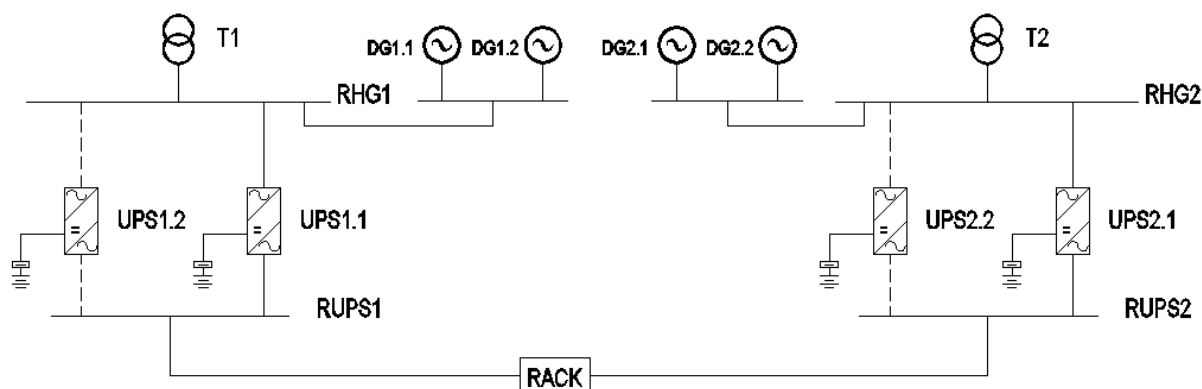 T1
DG1.1
DG1.2
DG2.1
DG2.2
T2
RHG1
RHG2
UPS1.2
UPS1.1
UPS2.2
UPS2.1
RUPS1
RUPS2
RACK